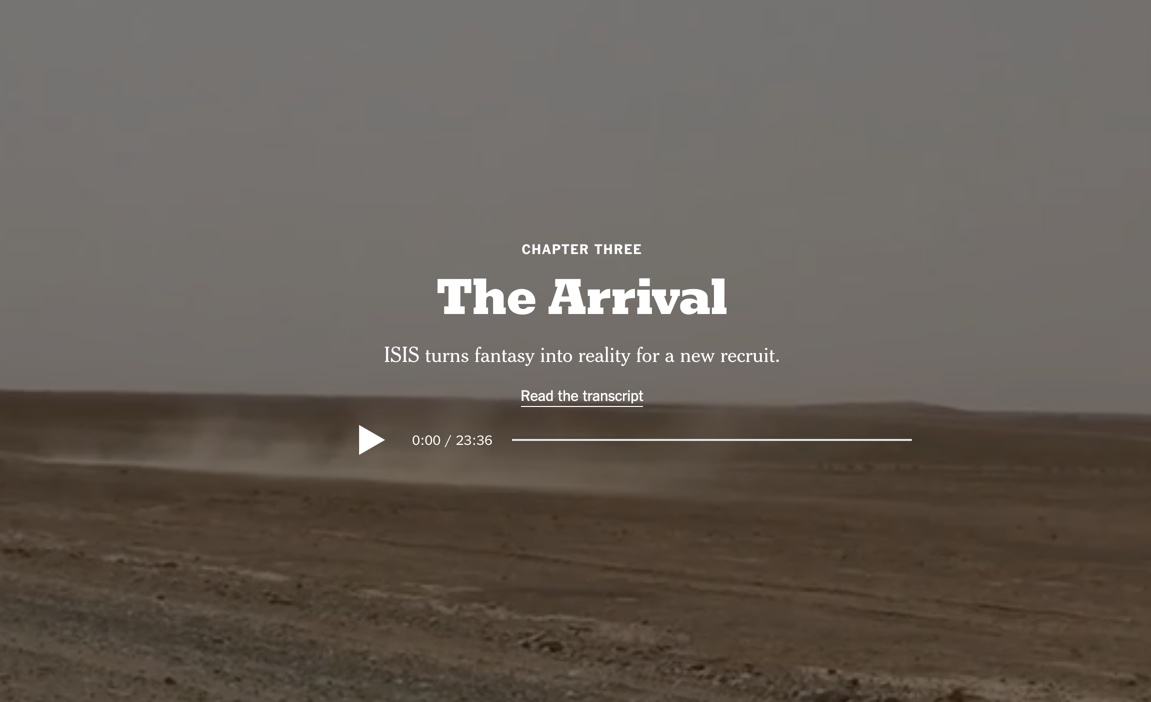 CHAPTER THREE
The Arrival
ISIS turns fantasy into reality for a new recruit.
Read the transcript
0:00 / 23:36